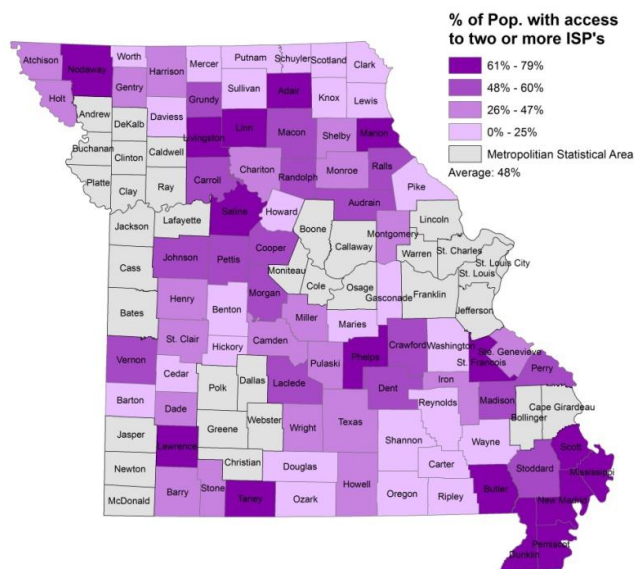 % of Pop. with access
to two or more ISP's
61% - 79%
48% - 60%
26% - 47%
0% - 25%
Metropolitian Statistical Area
Average: 48%
Atchison
Nodaway
Worth
Harrison
Mercer
Putnam
Schuyler
Scotland
Clark
Holt
Gentry
Grundy
Sullivan
Adair
Knox
Lewis
Andrew
DeKalb
Daviess
Livingston
Linn
Macon
Shelby
Marion
Buchanan
Clinton
Caldwell
Chariton
Monroe
Ralls
Platte
Clay
Ray
Carroll
Randolph
Audrain
Pike
Saline
Howard
Boone
Callaway
Montgomery
Lincoln
Jackson
Lafayette
Cooper
Moniteau
Warren
St. Charles
St. Louis City
St. Louis
Cass
Johnson
Pettis
Cole
Osage
Gasconade
Franklin
Jefferson
Bates
Henry
Benton
Morgan
Miller
Maries
St. Clair
Hickory
Camden
Pulaski
Phelps
Crawford
Washington
St. Francois
Ste. Genevieve
Perry
Vernon
Cedar
Polk
Dallas
Laclede
Dent
Iron
Madison
Bollinger
Cape Girardeau
Barton
Dade
Greene
Webster
Wright
Texas
Reynolds
Shannon
Wayne
Jasper
Lawrence
Christian
Douglas
Carter
Stoddard
Scott
Mississippi
Newton
McDonald
Barry
Stone
Taney
Ozark
Howell
Oregon
Ripley
Butler
New Madrid
Pemiscot
Dunklin